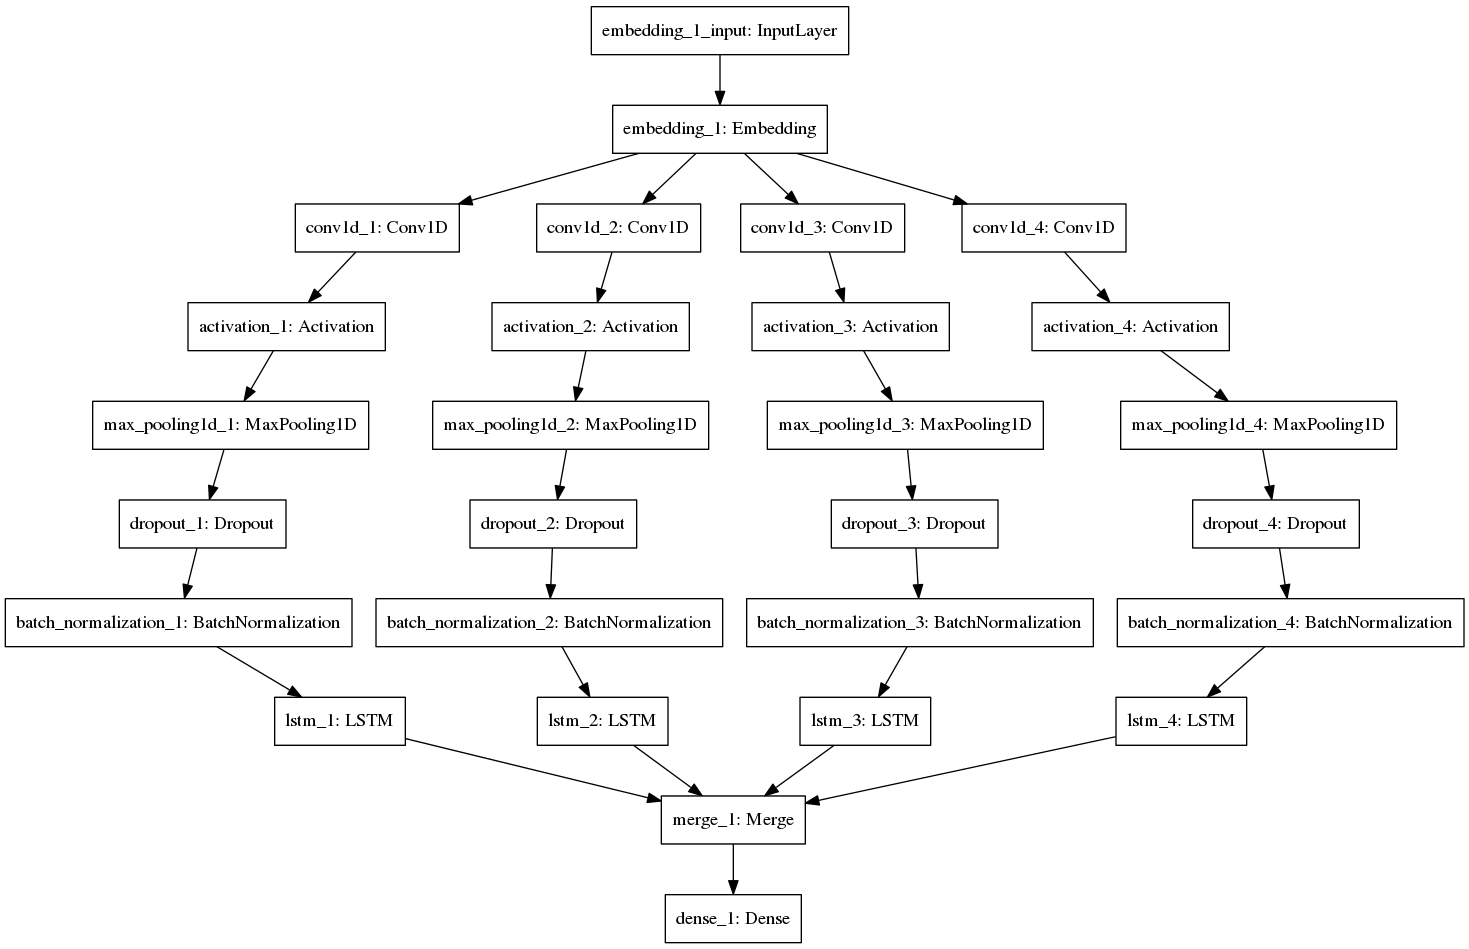 embedding_1_input: InputLayer
embedding_1: Embedding
conv1d_1: Conv1D
conv1d_2: Conv1D
conv1d_3: Conv1D
conv1d_4: Conv1D
activation_1: Activation
activation_2: Activation
activation_3: Activation
activation_4: Activation
max_pooling1d_1: MaxPooling1D
max_pooling1d_2: MaxPooling1D
max_pooling1d_3: MaxPooling1D
max_pooling1d_4: MaxPooling1D
dropout_1: Dropout
dropout_2: Dropout
dropout_3: Dropout
dropout_4: Dropout
batch_normalization_1: BatchNormalization
batch_normalization_2: BatchNormalization
batch_normalization_3: BatchNormalization
batch_normalization_4: BatchNormalization
lstm_1: LSTM
lstm_2: LSTM
lstm_3: LSTM
lstm_4: LSTM
merge_1: Merge
dense_1: Dense